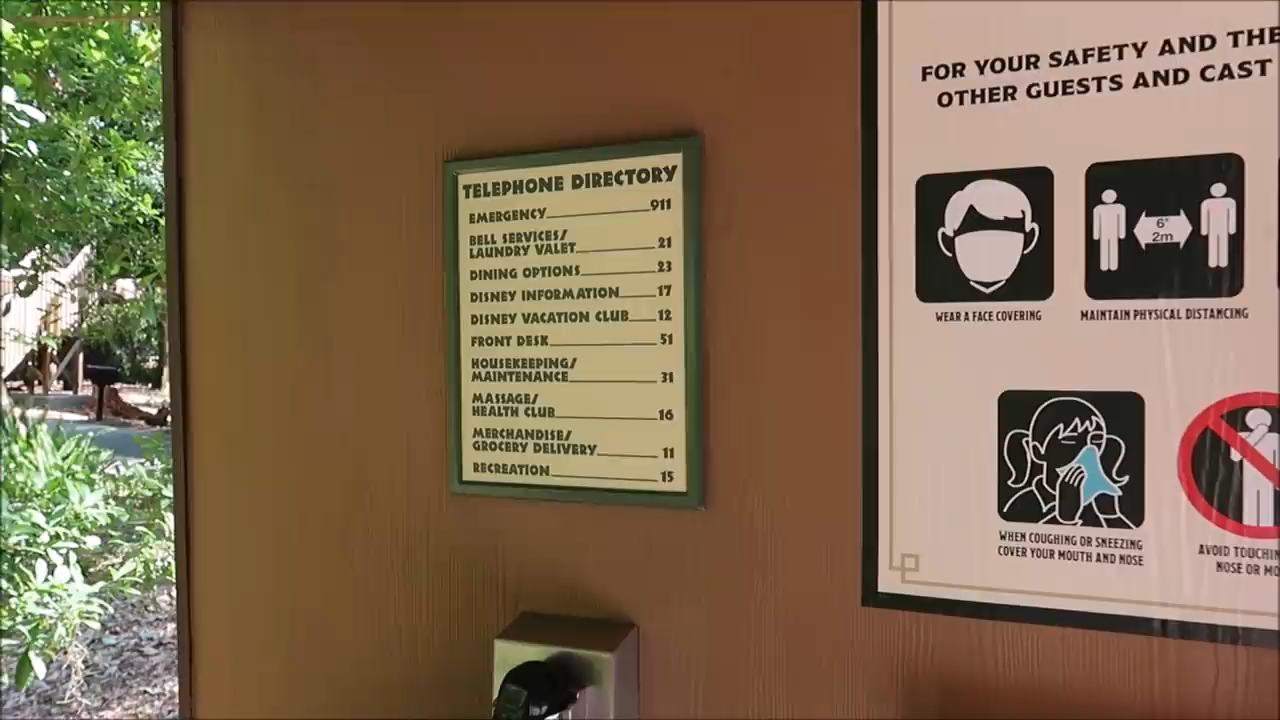 TELEPHONE DIRECTORY
EMERGENCY 911
BELL SERVICES/
LAUNDRY VALET 21
DINING OPTIONS 23
DISNEY INFORMATION 17
DISNEY VACATION CLUB 12
FRONT DESK 51
HOUSEKEEPING/
MAINTENANCE 31
MASSAGE/
HEALTH CLUB 16
MERCHANDISE/
GROCERY DELIVERY 11
RECREATION 15
FOR YOUR SAFETY AND THE
OTHER GUESTS AND CAST
6'
2m
WEAR A FACE COVERING
MAINTAIN PHYSICAL DISTANCING
WHEN COUGHING OR SNEEZING
COVER YOUR MOUTH AND NOSE
AVOID
NOSE OR